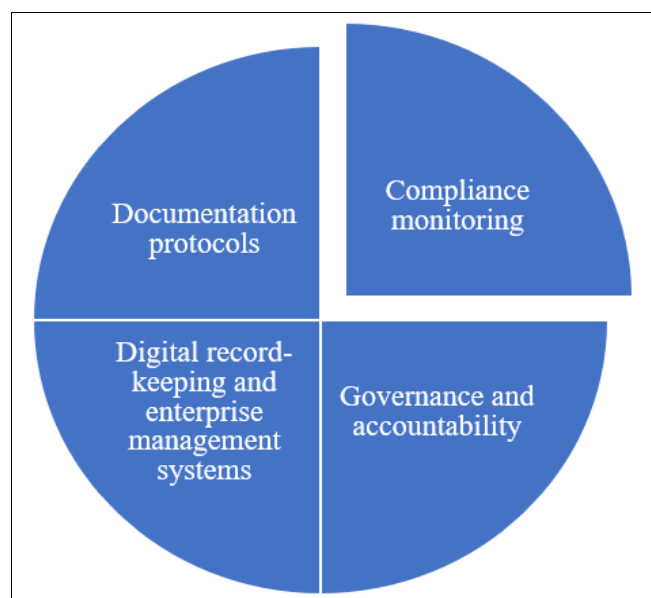 Documentation
protocols
Compliance
monitoring
Digital record-
keeping and
enterprise
management
systems
Governance and
accountability